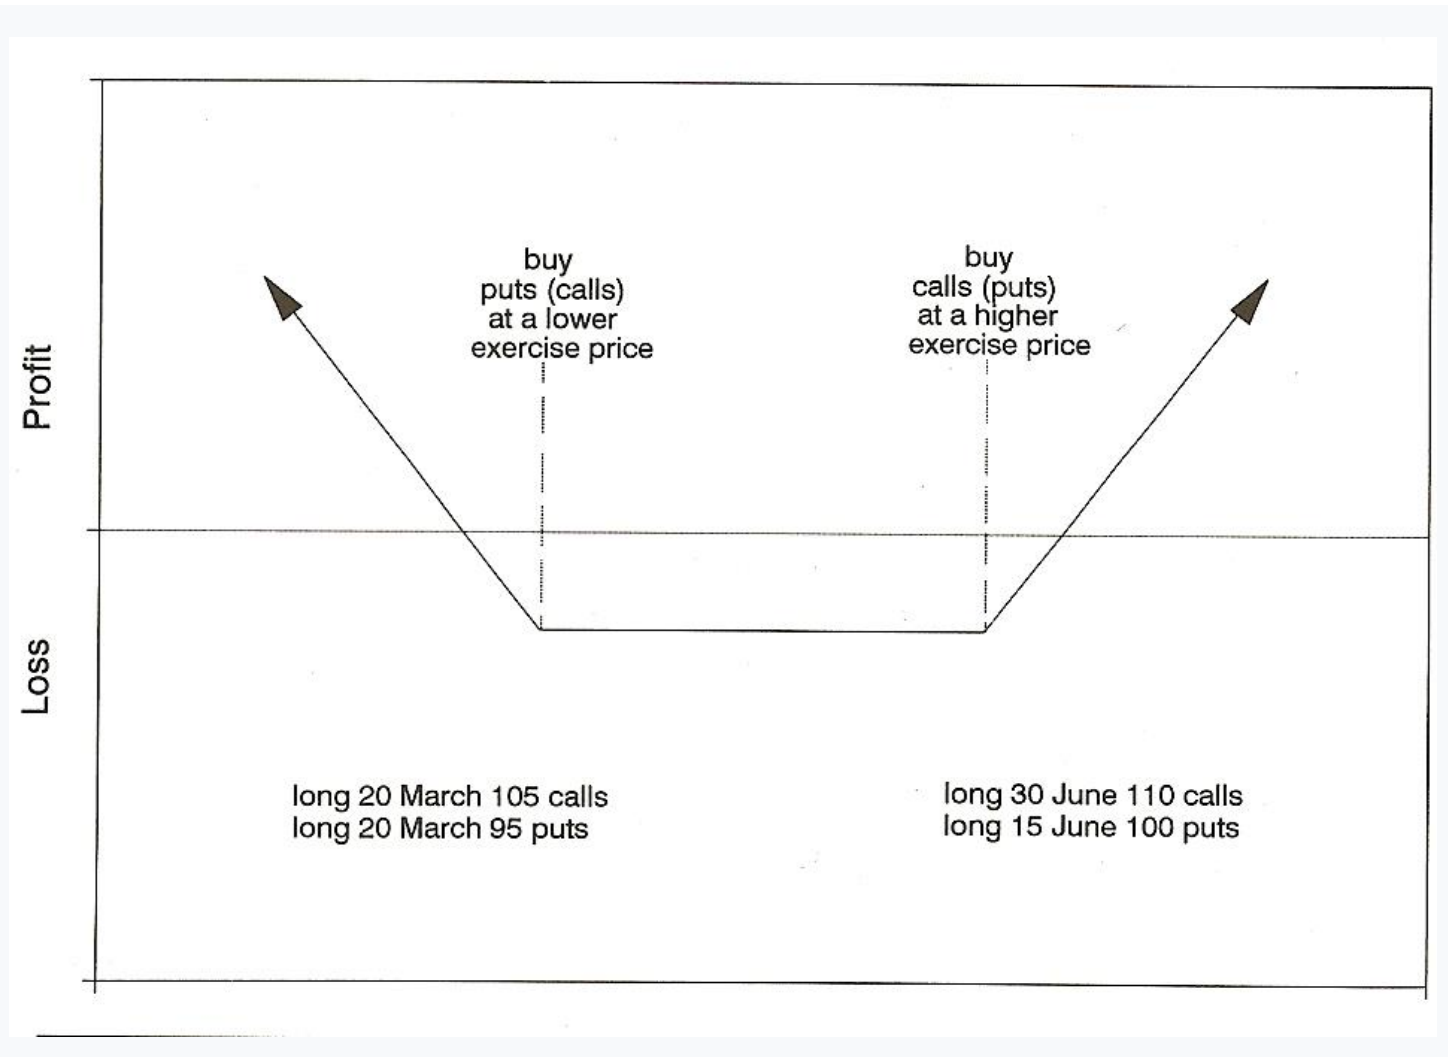 buy
puts (calls)
at a lower
exercise price
buy
calls (puts)
at a higher
exercise price
Profit
Loss
long 20 March 105 calls
long 20 March 95 puts
long 30 June 110 calls
long 15 June 100 puts